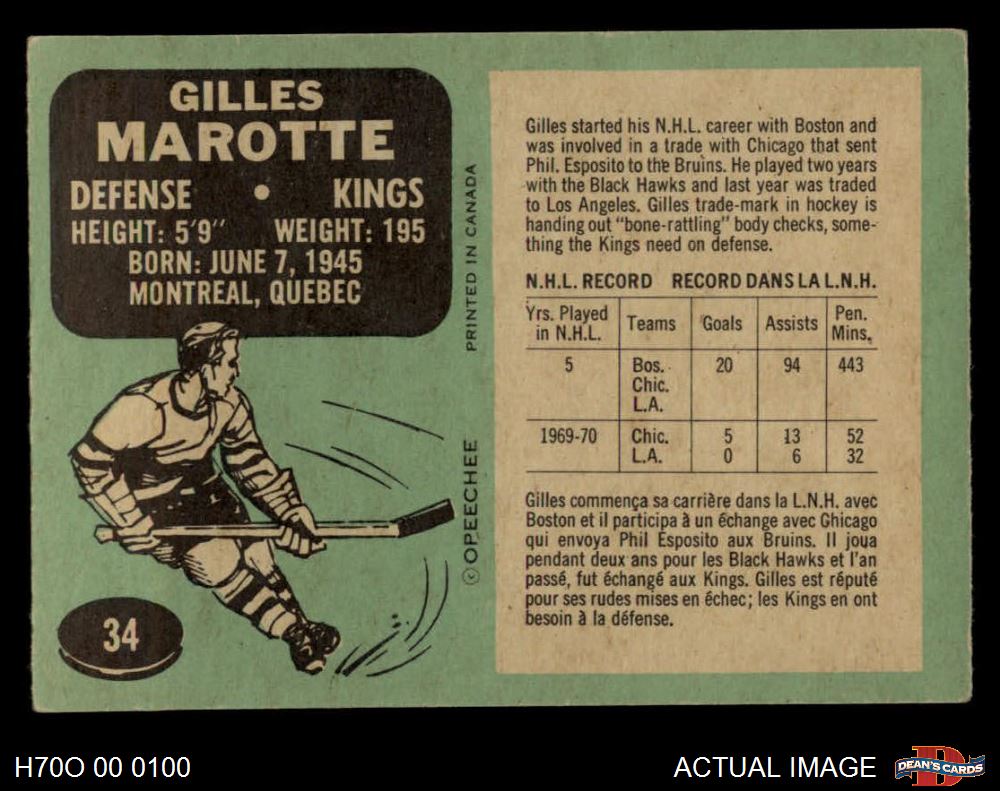 GILLES
MAROTTE
DEFENSE • KINGS
HEIGHT: 5'9" WEIGHT: 195
BORN: JUNE 7, 1945
MONTREAL, QUEBEC
34
© OPEECHEE PRINTED IN CANADA
Gilles started his N.H.L. career with Boston and
was involved in a trade with Chicago that sent
Phil. Esposito to the Bruins. He played two years
with the Black Hawks and last year was traded
to Los Angeles. Gilles trade-mark in hockey is
handing out "bone-rattling" body checks, some-
thing the Kings need on defense.
N.H.L. RECORD RECORD DANS LA L.N.H.
Yrs. Played Teams Goals Assists Pen.
in N.H.L. Mins.
5 Bos. 20 94 443
Chic.
L.A.
1969-70 Chic. 5 13 52
L.A. 0 6 32
Gilles commença sa carrière dans la L.N.H. avec
Boston et il participa à un échange avec Chicago
qui envoya Phil Esposito aux Bruins. Il joua
pendant deux ans pour les Black Hawks et l'an
passé, fut échangé aux Kings. Gilles est réputé
pour ses rudes mises en échec; les Kings en ont
besoin à la défense.
H70O 00 0100
ACTUAL IMAGE
DEAN'S CARDS